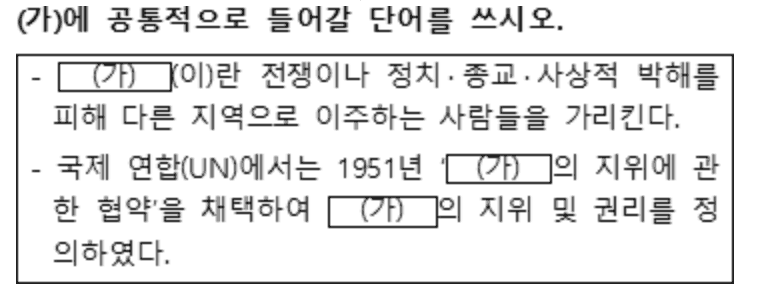 (가)에 공통적으로 들어갈 단어를 쓰시오.
- (가) (이)란 전쟁이나 정치·종교·사상적 박해를
피해 다른 지역으로 이주하는 사람들을 가리킨다.
- 국제 연합(UN)에서는 1951년 '(가)의 지위에 관
한 협약'을 채택하여 (가)의 지위 및 권리를 정
의하였다.